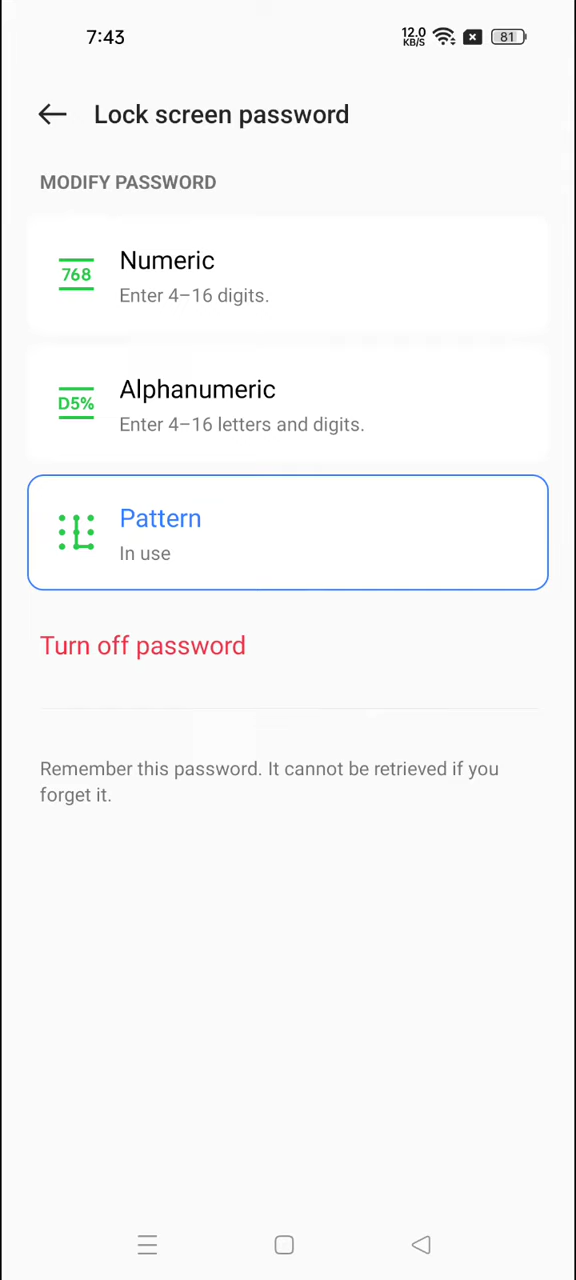 7:43
12.0
KB/S
81
Lock screen password
MODIFY PASSWORD
768
Numeric
Enter 4–16 digits.
D5%
Alphanumeric
Enter 4–16 letters and digits.
Pattern
In use
Turn off password
Remember this password. It cannot be retrieved if you
forget it.